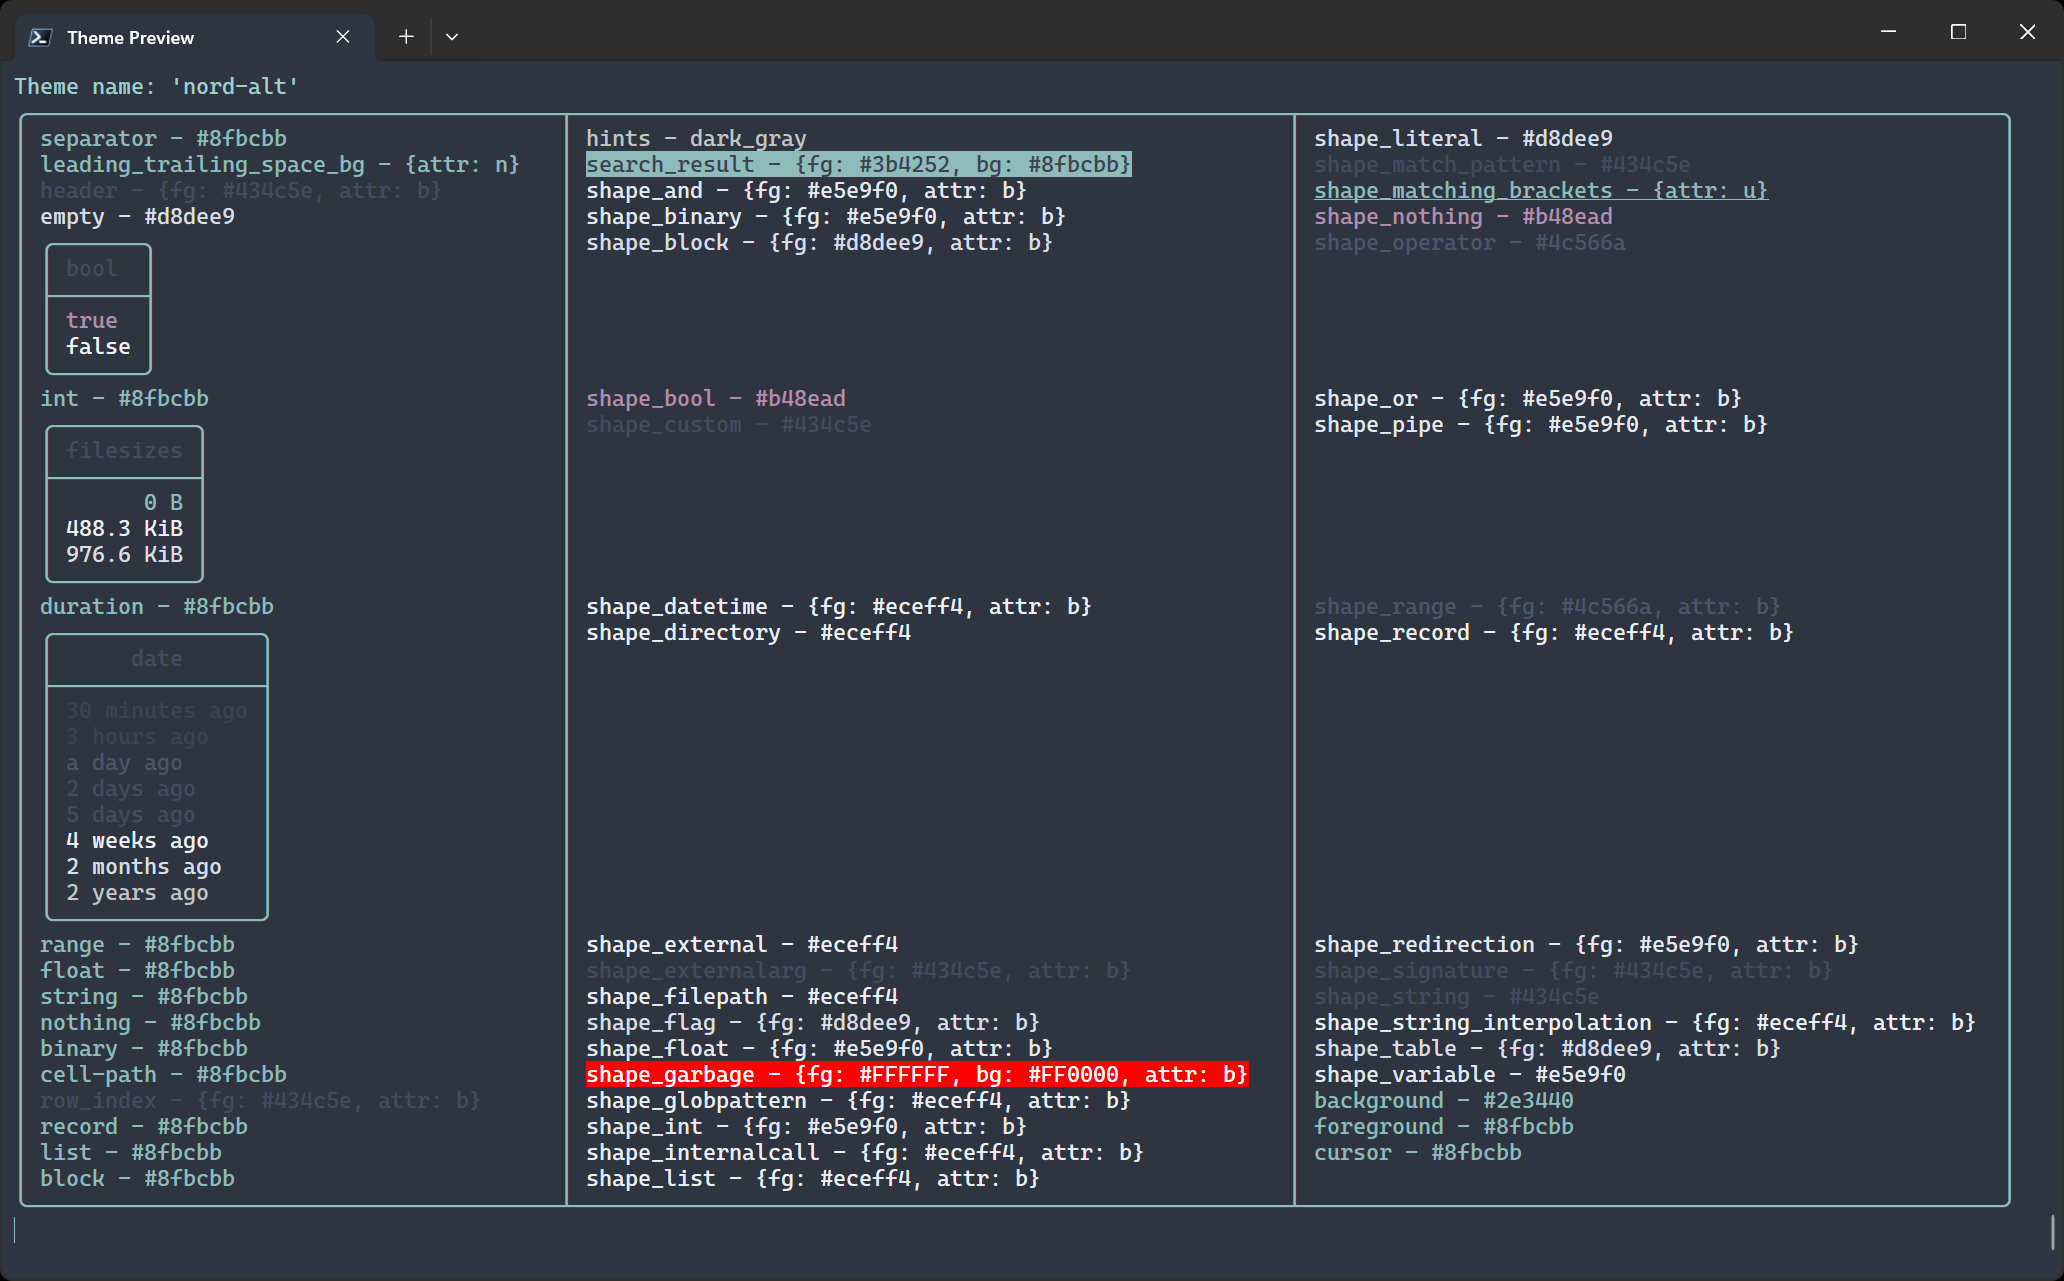 Theme Preview
Theme name: 'nord-alt'
separator - #8fbcbb
leading_trailing_space_bg - {attr: n}
header - {fg: #434c5e, attr: b}
empty - #d8dee9
bool
true
false
int - #8fbcbb
filesizes
0 B
488.3 KiB
976.6 KiB
duration - #8fbcbb
date
30 minutes ago
3 hours ago
a day ago
2 days ago
5 days ago
4 weeks ago
2 months ago
2 years ago
range - #8fbcbb
float - #8fbcbb
string - #8fbcbb
nothing - #8fbcbb
binary - #8fbcbb
cell-path - #8fbcbb
row_index - {fg: #434c5e, attr: b}
record - #8fbcbb
list - #8fbcbb
block - #8fbcbb
hints - dark_gray
search_result - {fg: #3b4252, bg: #8fbcbb}
shape_and - {fg: #e5e9f0, attr: b}
shape_binary - {fg: #e5e9f0, attr: b}
shape_block - {fg: #d8dee9, attr: b}
shape_bool - #b48ead
shape_custom - #434c5e
shape_datetime - {fg: #eceff4, attr: b}
shape_directory - #eceff4
shape_external - #eceff4
shape_externalarg - {fg: #434c5e, attr: b}
shape_filepath - #eceff4
shape_flag - {fg: #d8dee9, attr: b}
shape_float - {fg: #e5e9f0, attr: b}
shape_garbage - {fg: #FFFFFF, bg: #FF0000, attr: b}
shape_globpattern - {fg: #eceff4, attr: b}
shape_int - {fg: #e5e9f0, attr: b}
shape_internalcall - {fg: #eceff4, attr: b}
shape_list - {fg: #eceff4, attr: b}
shape_literal - #d8dee9
shape_match_pattern - #434c5e
shape_matching_brackets - {attr: u}
shape_nothing - #b48ead
shape_operator - #4c566a
shape_or - {fg: #e5e9f0, attr: b}
shape_pipe - {fg: #e5e9f0, attr: b}
shape_range - {fg: #4c566a, attr: b}
shape_record - {fg: #eceff4, attr: b}
shape_redirection - {fg: #e5e9f0, attr: b}
shape_signature - {fg: #434c5e, attr: b}
shape_string - #434c5e
shape_string_interpolation - {fg: #eceff4, attr: b}
shape_table - {fg: #d8dee9, attr: b}
shape_variable - #e5e9f0
background - #2e3440
foreground - #8fbcbb
cursor - #8fbcbb